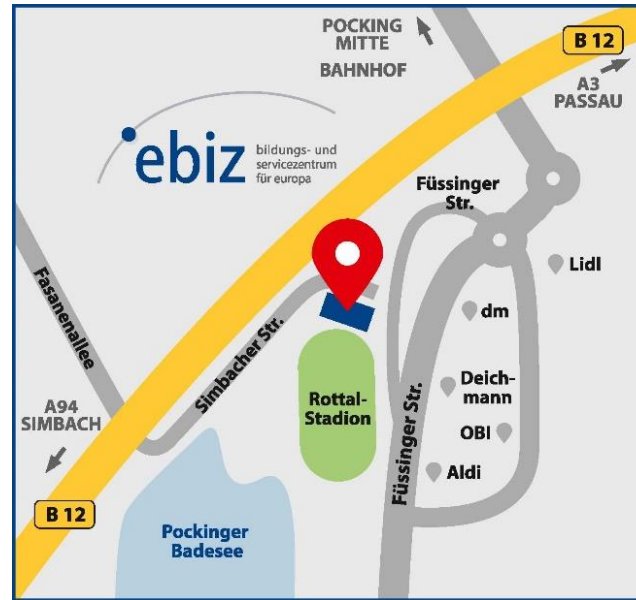 POCKING
MITTE
BAHNHOF
B 12
A3
PASSAU
ebiz
bildungs- und
servicezentrum
für europa
Füssinger
Str.
Lidl
dm
Fasanenallee
Simbacher Str.
Rottal-
Stadion
Füssinger Str.
Deich-
mann
OBI
Aldi
A94
SIMBACH
B 12
Pockinger
Badesee